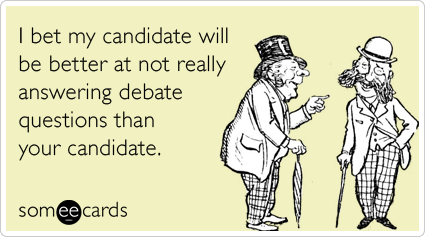 I bet my candidate will
be better at not really
answering debate
questions than
your candidate.
someecards